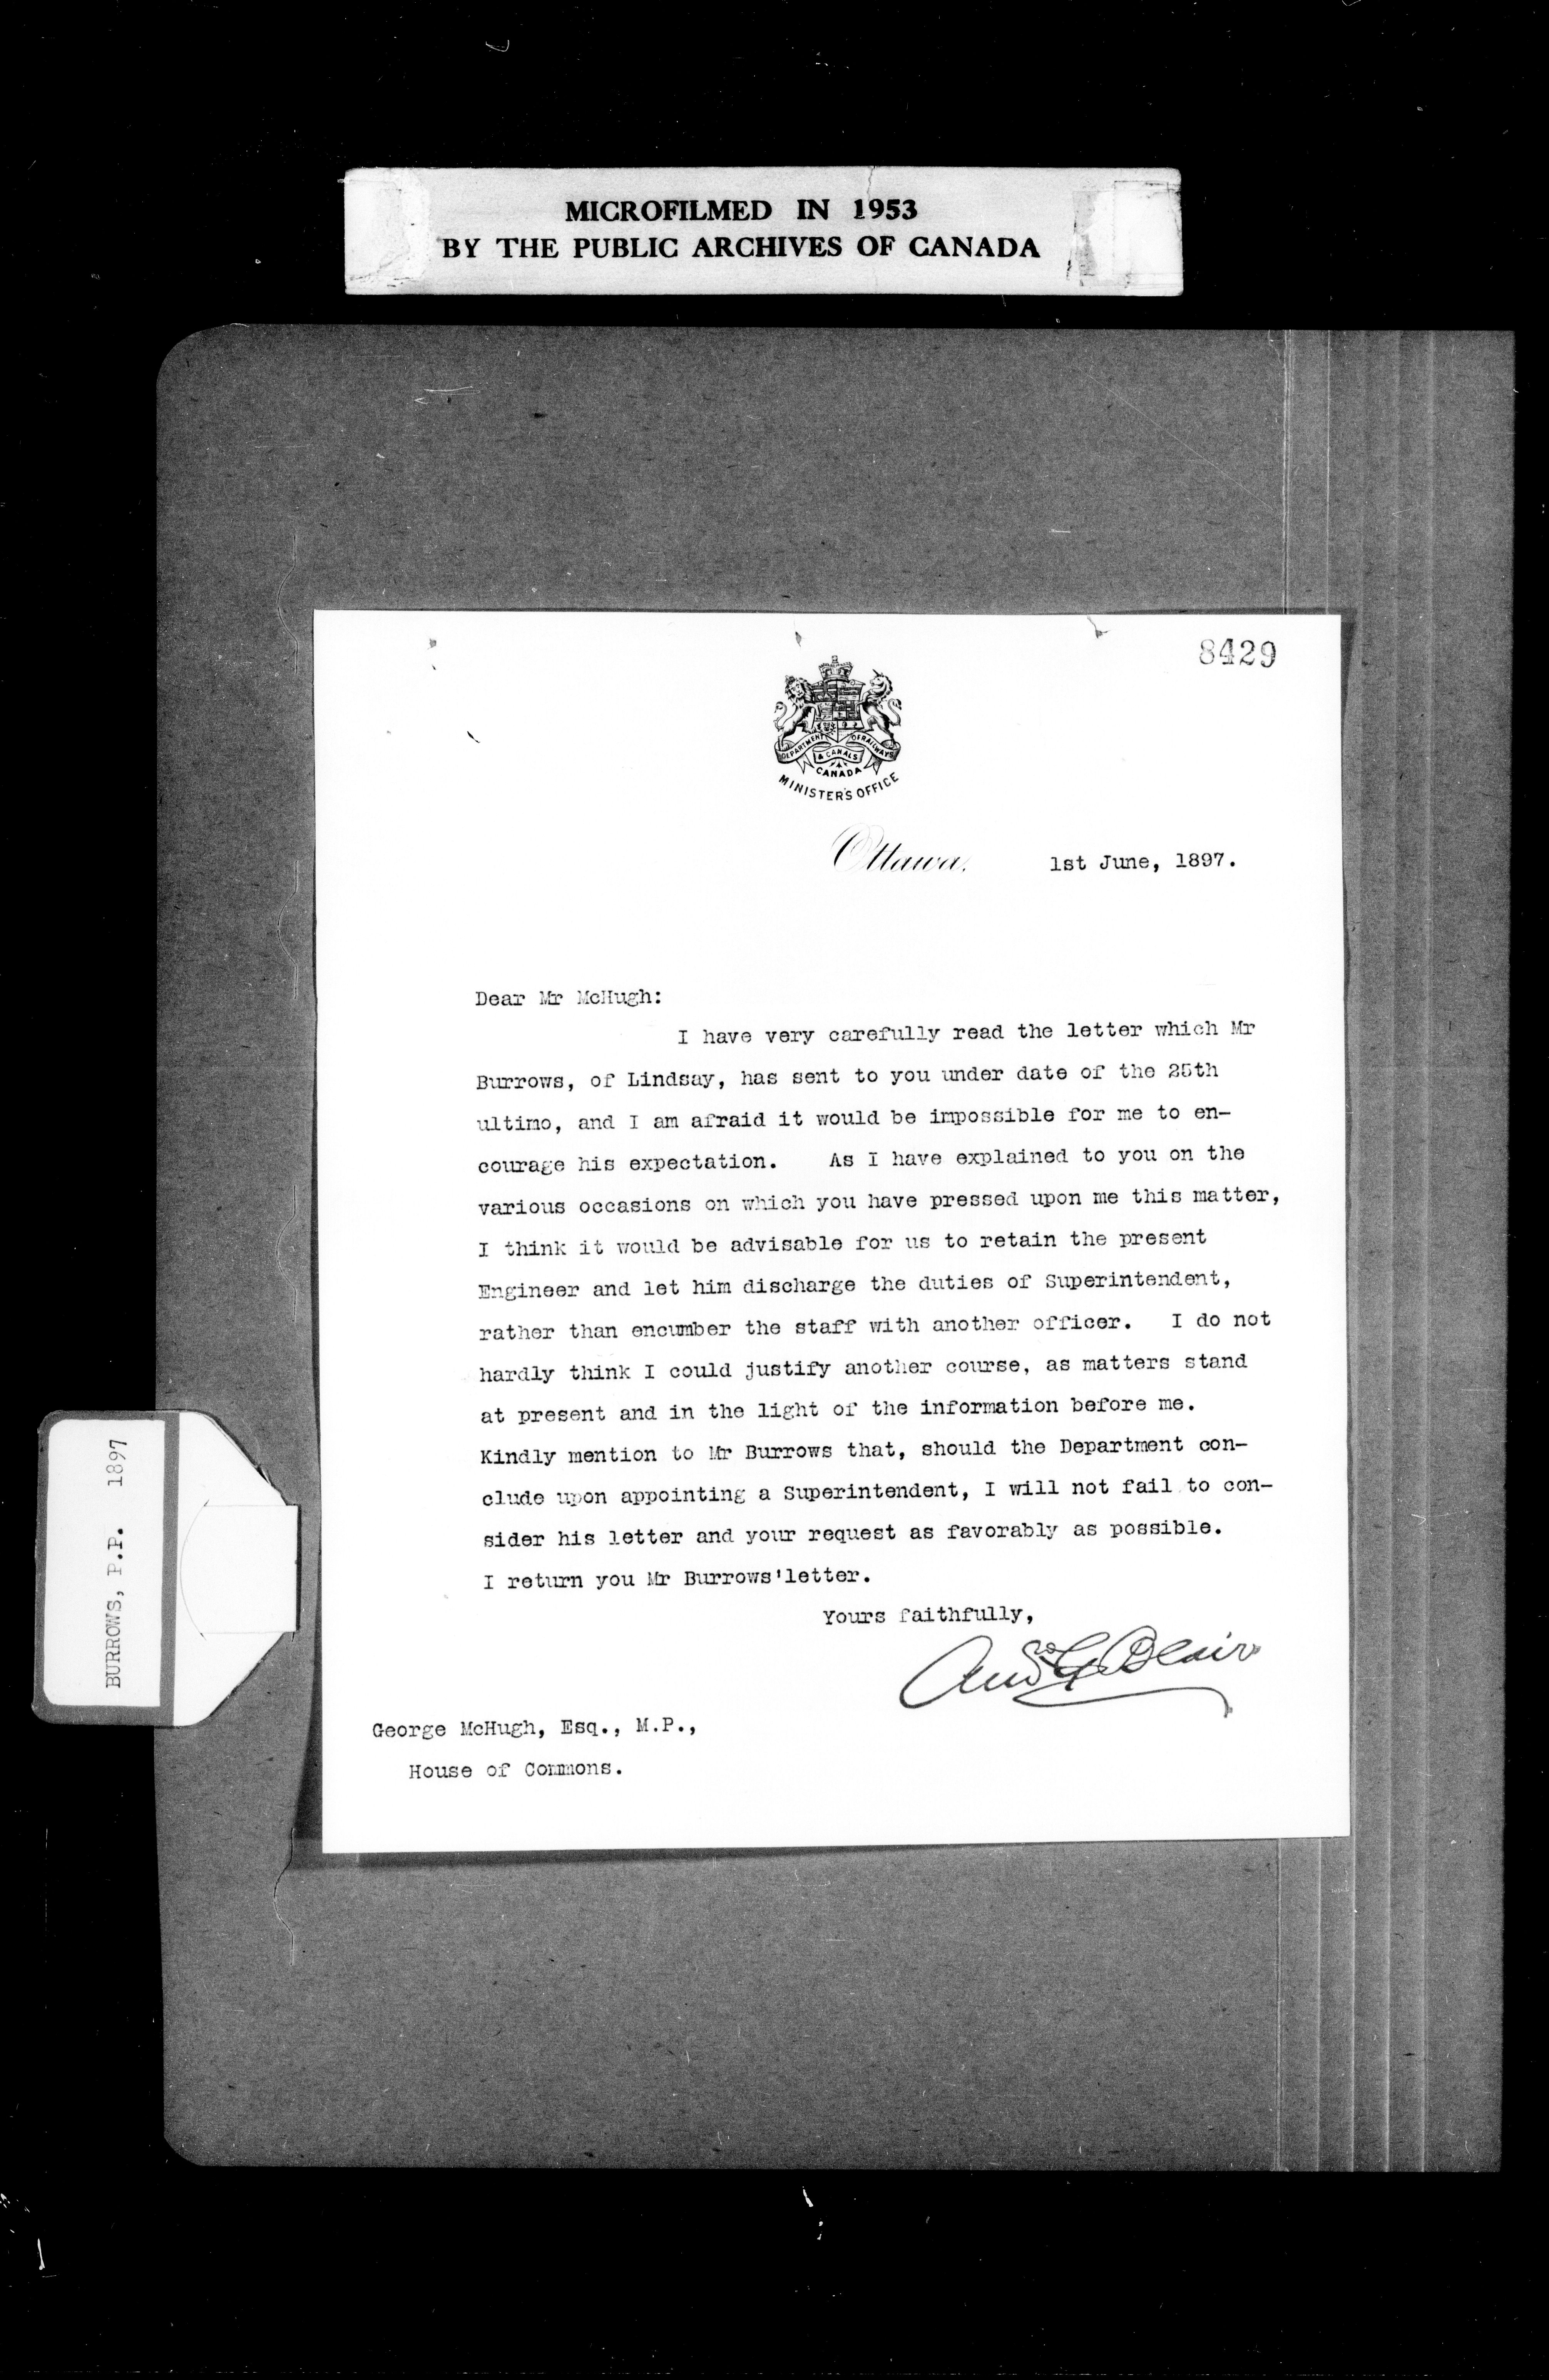 MICROFILMED IN 1953
BY THE PUBLIC ARCHIVES OF CANADA
8429
DEPARTMENT OF RAILWAYS
& CANALS
CANADA
MINISTER'S OFFICE
Ottawa, 1st June, 1897.
Dear Mr McHugh:
I have very carefully read the letter which Mr
Burrows, of Lindsay, has sent to you under date of the 25th
ultimo, and I am afraid it would be impossible for me to en-
courage his expectation. As I have explained to you on the
various occasions on which you have pressed upon me this matter,
I think it would be advisable for us to retain the present
Engineer and let him discharge the duties of Superintendent,
rather than encumber the staff with another officer. I do not
hardly think I could justify another course, as matters stand
at present and in the light of the information before me.
Kindly mention to Mr Burrows that, should the Department con-
clude upon appointing a Superintendent, I will not fail to con-
sider his letter and your request as favorably as possible.
I return you Mr Burrows'letter.
Yours faithfully,
Andw G Blair
George McHugh, Esq., M.P.,
House of Commons.
BURROWS, P.P. 1897